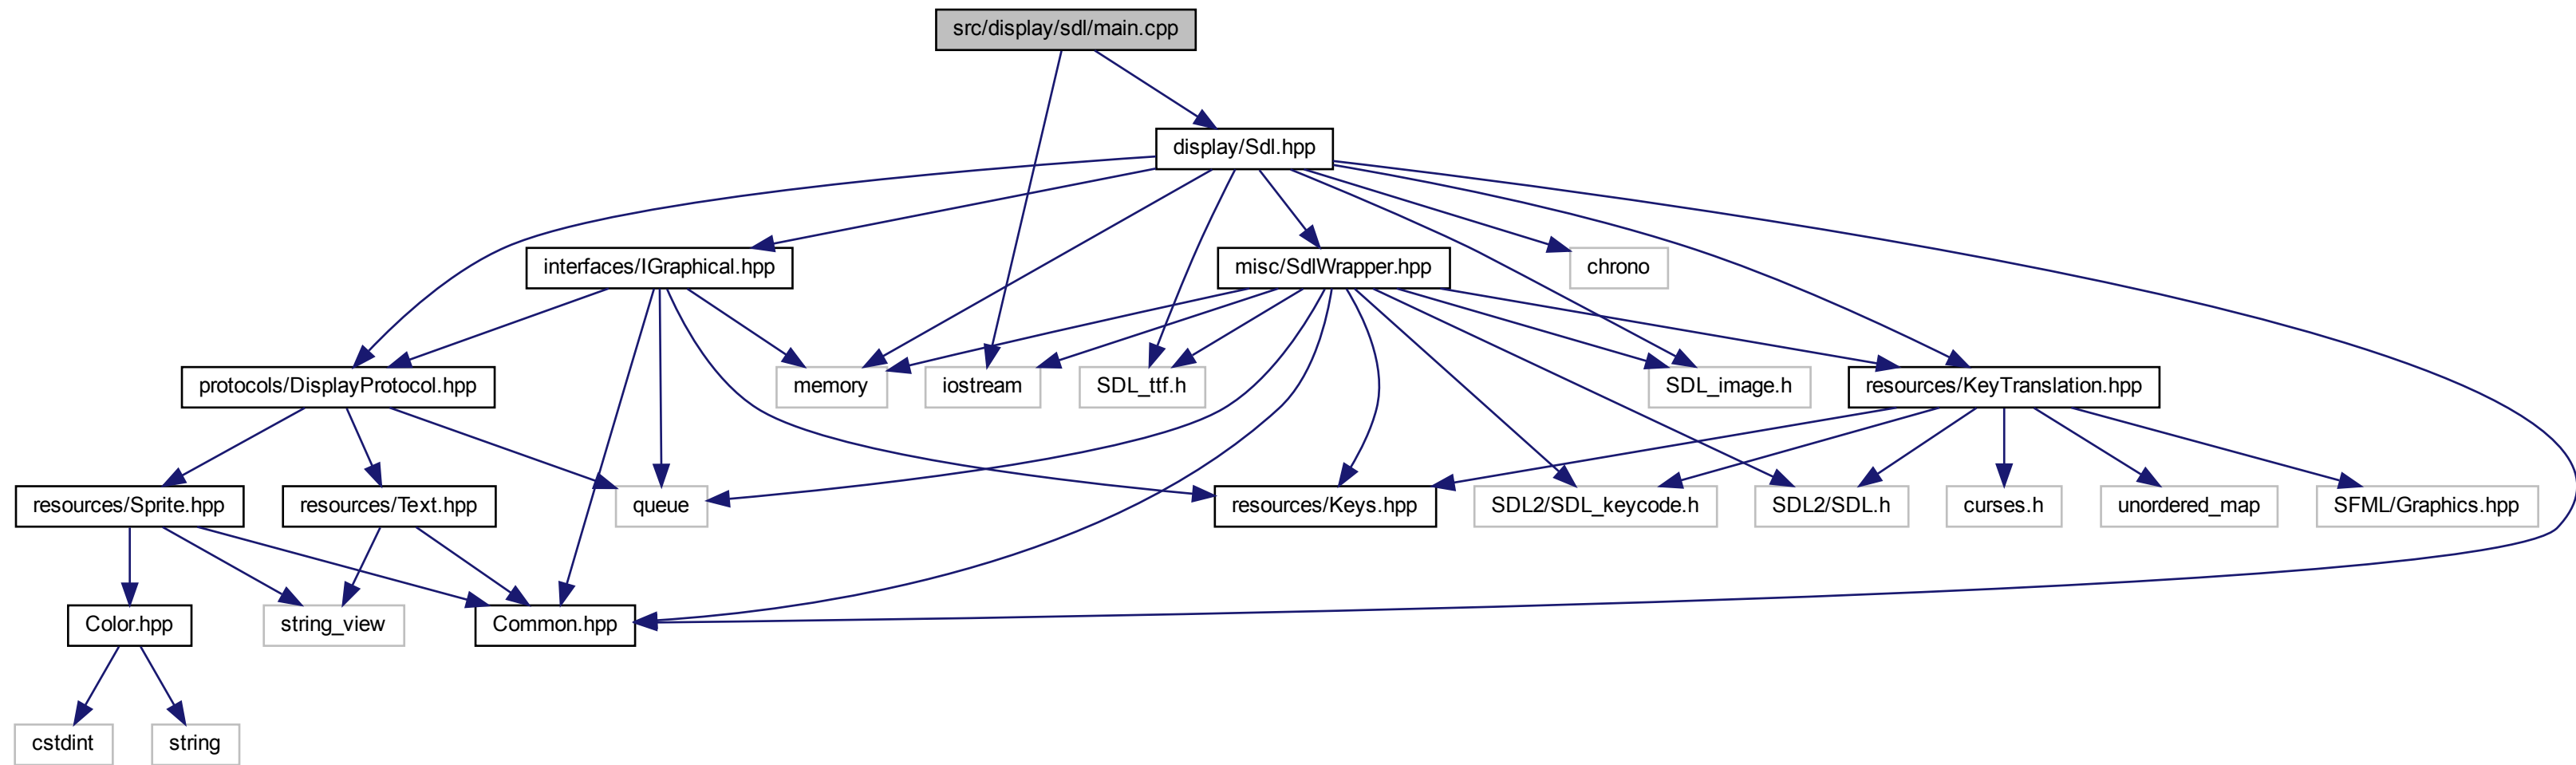 src/display/sdl/main.cpp
display/Sdl.hpp
interfaces/IGraphical.hpp
misc/SdlWrapper.hpp
chrono
protocols/DisplayProtocol.hpp
memory
iostream
SDL_ttf.h
SDL_image.h
resources/KeyTranslation.hpp
resources/Sprite.hpp
resources/Text.hpp
queue
resources/Keys.hpp
SDL2/SDL_keycode.h
SDL2/SDL.h
curses.h
unordered_map
SFML/Graphics.hpp
Color.hpp
string_view
Common.hpp
cstdint
string